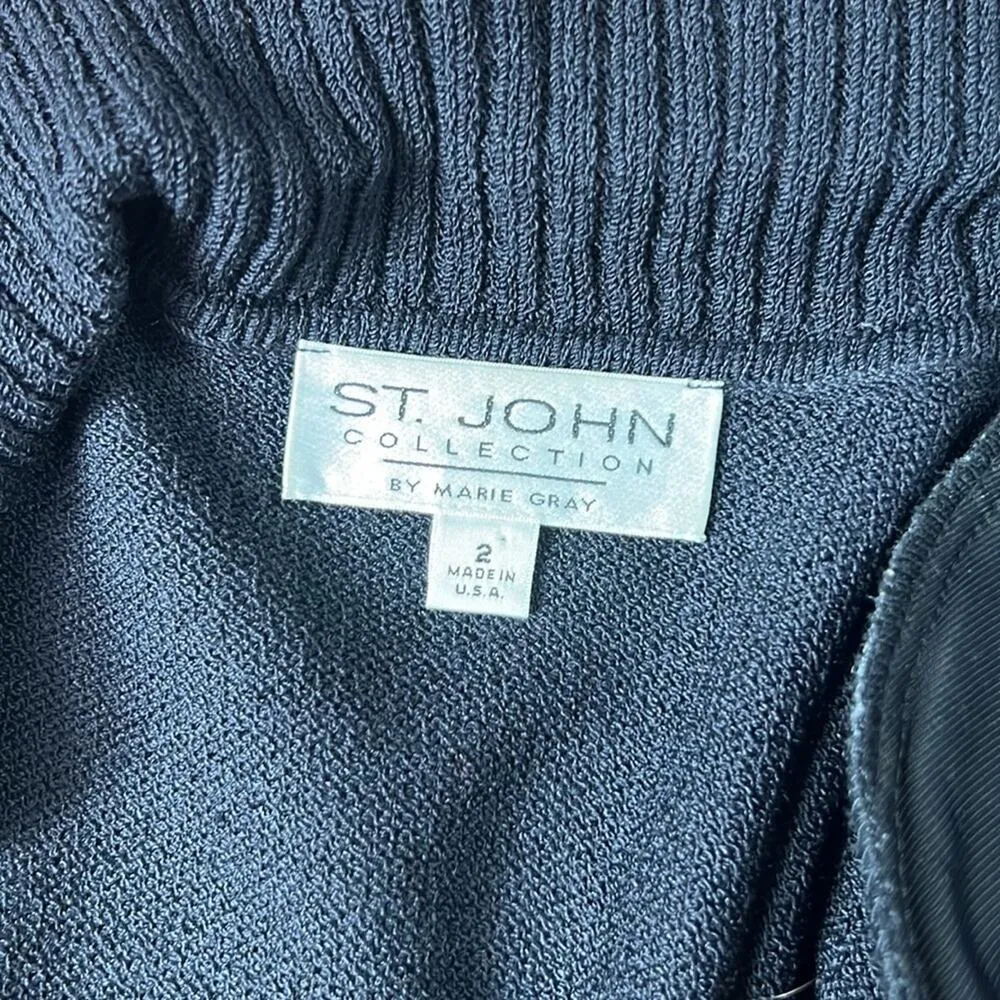 ST. JOHN
COLLECTION
BY MARIE GRAY
2
MADE IN
U.S.A.